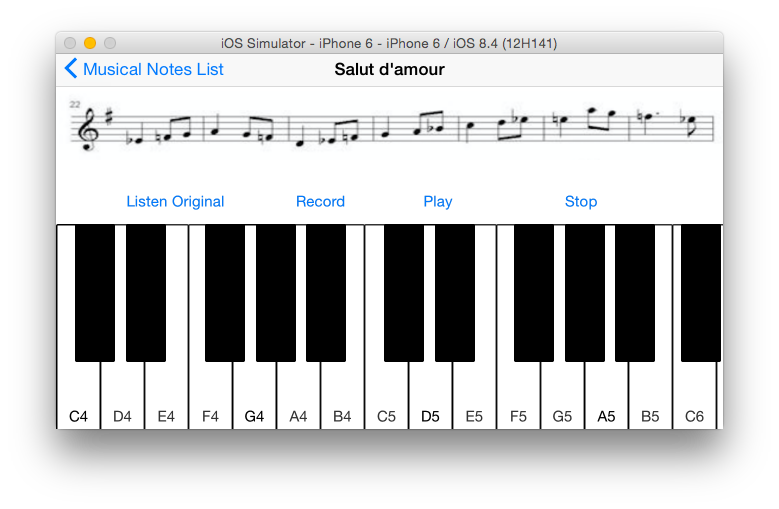 iOS Simulator - iPhone 6 - iPhone 6 / iOS 8.4 (12H141)
Musical Notes List Salut d'amour
22
Listen Original Record Play Stop
C4 D4 E4 F4 G4 A4 B4 C5 D5 E5 F5 G5 A5 B5 C6